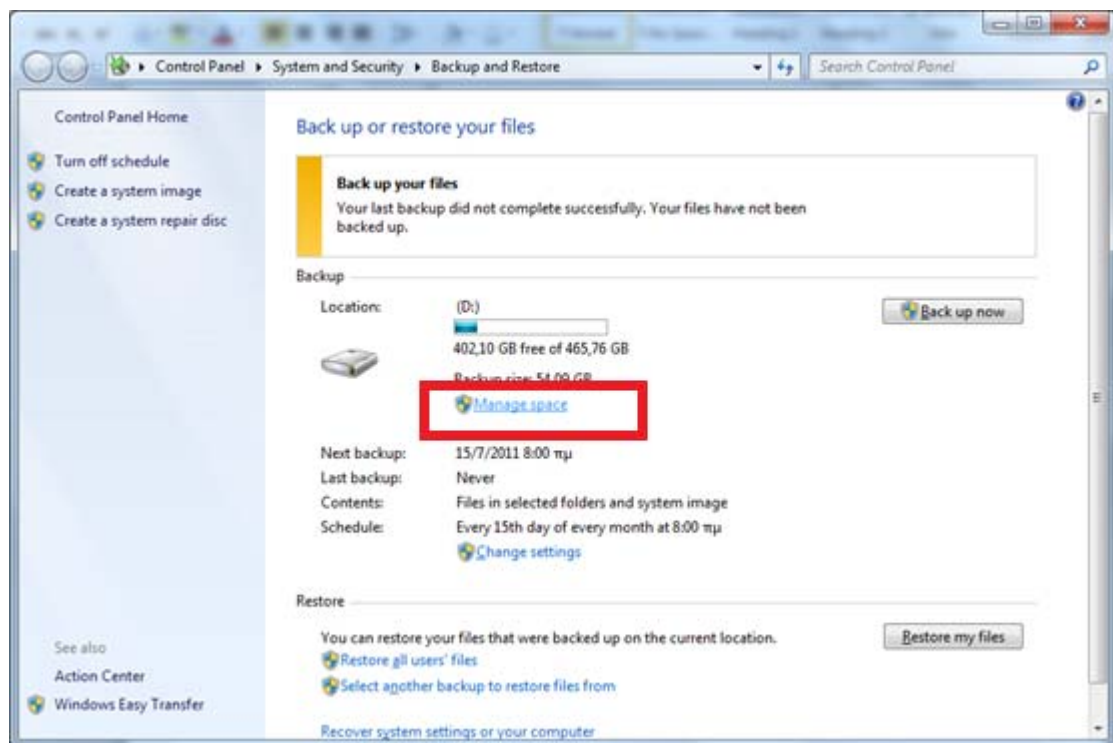 Control Panel ▸ System and Security ▸ Backup and Restore
Search Control Panel
Control Panel Home
Turn off schedule
Create a system image
Create a system repair disc
See also
Action Center
Windows Easy Transfer
Back up or restore your files
Back up your files
Your last backup did not complete successfully. Your files have not been
backed up.
Backup
Location: (D:)
402,10 GB free of 465,76 GB
Backup size: 54,09 GB
Manage space
Back up now
Next backup: 15/7/2011 8:00 πμ
Last backup: Never
Contents: Files in selected folders and system image
Schedule: Every 15th day of every month at 8:00 πμ
Change settings
Restore
You can restore your files that were backed up on the current location.
Restore my files
Restore all users' files
Select another backup to restore files from
Recover system settings or your computer